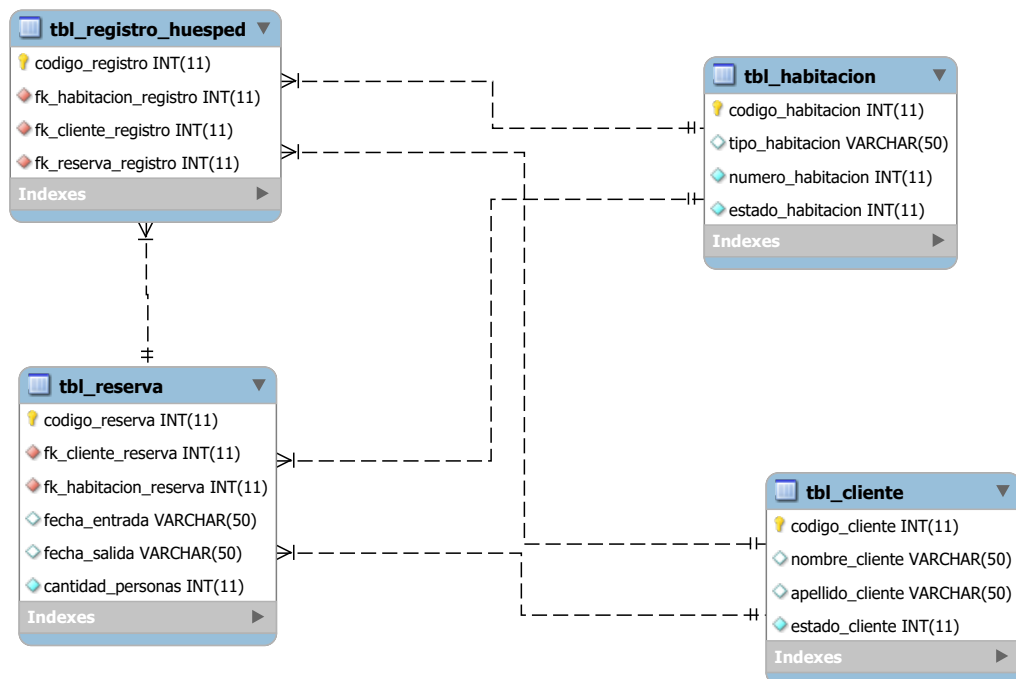 tbl_registro_huesped
codigo_registro INT(11)
fk_habitacion_registro INT(11)
fk_cliente_registro INT(11)
fk_reserva_registro INT(11)
Indexes
tbl_habitacion
codigo_habitacion INT(11)
tipo_habitacion VARCHAR(50)
numero_habitacion INT(11)
estado_habitacion INT(11)
Indexes
tbl_reserva
codigo_reserva INT(11)
fk_cliente_reserva INT(11)
fk_habitacion_reserva INT(11)
fecha_entrada VARCHAR(50)
fecha_salida VARCHAR(50)
cantidad_personas INT(11)
Indexes
tbl_cliente
codigo_cliente INT(11)
nombre_cliente VARCHAR(50)
apellido_cliente VARCHAR(50)
estado_cliente INT(11)
Indexes